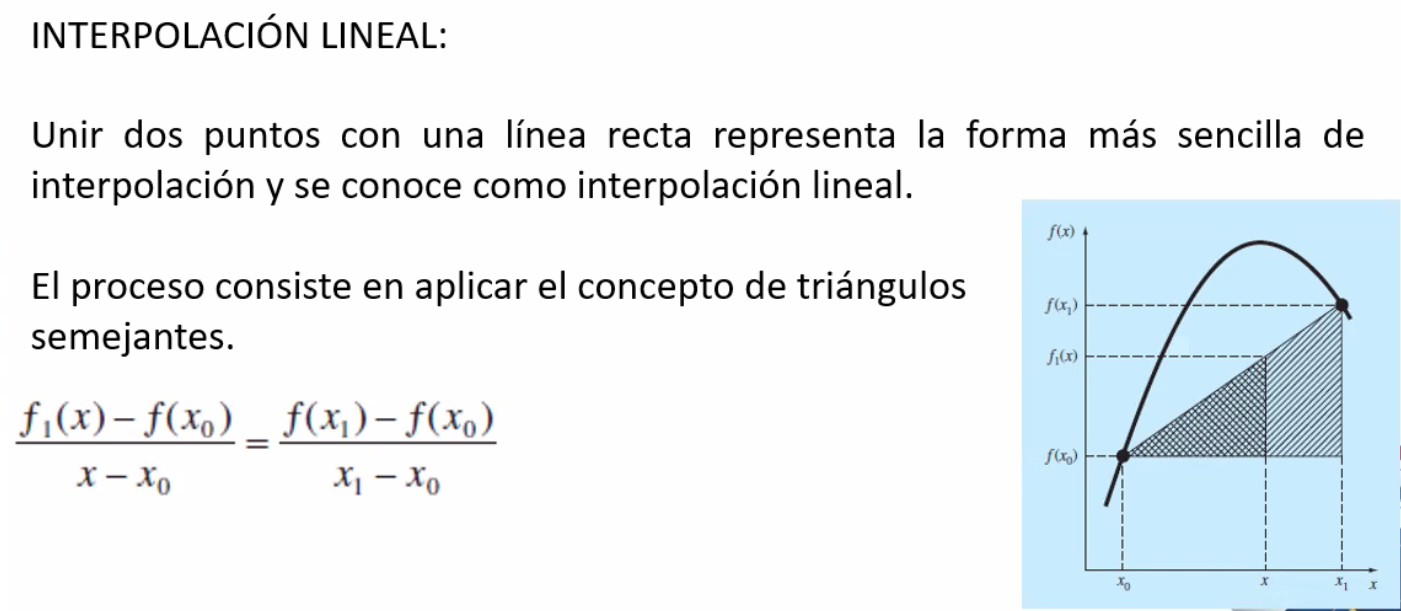 INTERPOLACIÓN LINEAL:
Unir dos puntos con una línea recta representa la forma más sencilla de
interpolación y se conoce como interpolación lineal.
El proceso consiste en aplicar el concepto de triángulos
semejantes.
f₁(x) – f(x₀) / x – x₀ = f(x₁) – f(x₀) / x₁ – x₀
f(x)
f(x₁)
f₁(x)
f(x₀)
x₀ x x₁ x